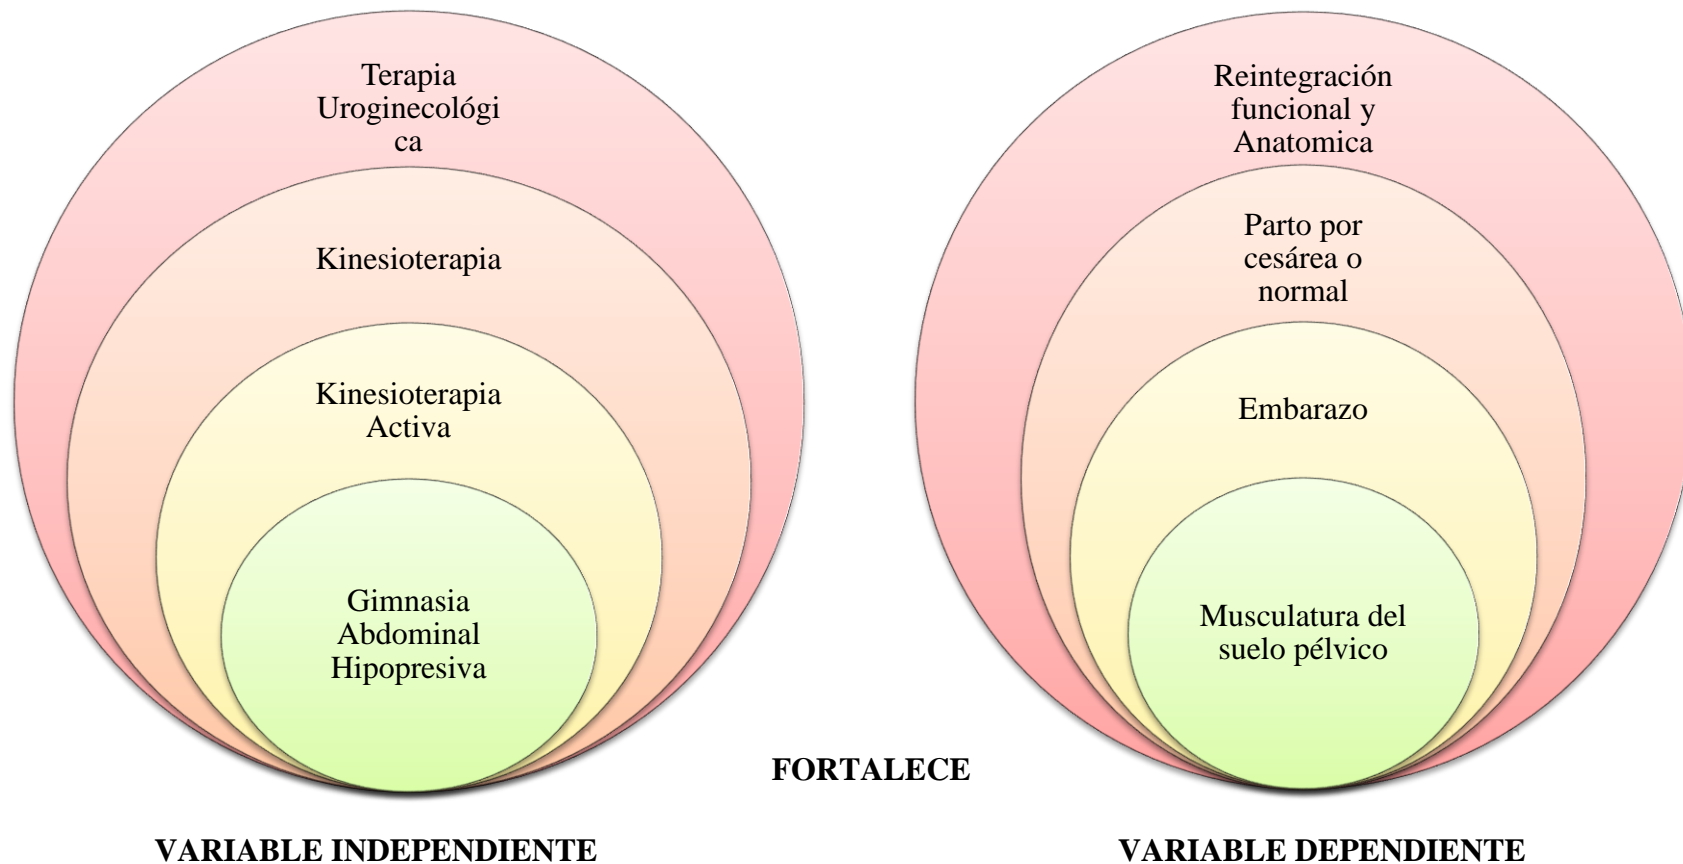 Terapia
Uroginecológi
ca
Kinesioterapia
Kinesioterapia
Activa
Gimnasia
Abdominal
Hipopresiva
Reintegración
funcional y
Anatomica
Parto por
cesárea o
normal
Embarazo
Musculatura del
suelo pélvico
FORTALECE
VARIABLE INDEPENDIENTE
VARIABLE DEPENDIENTE